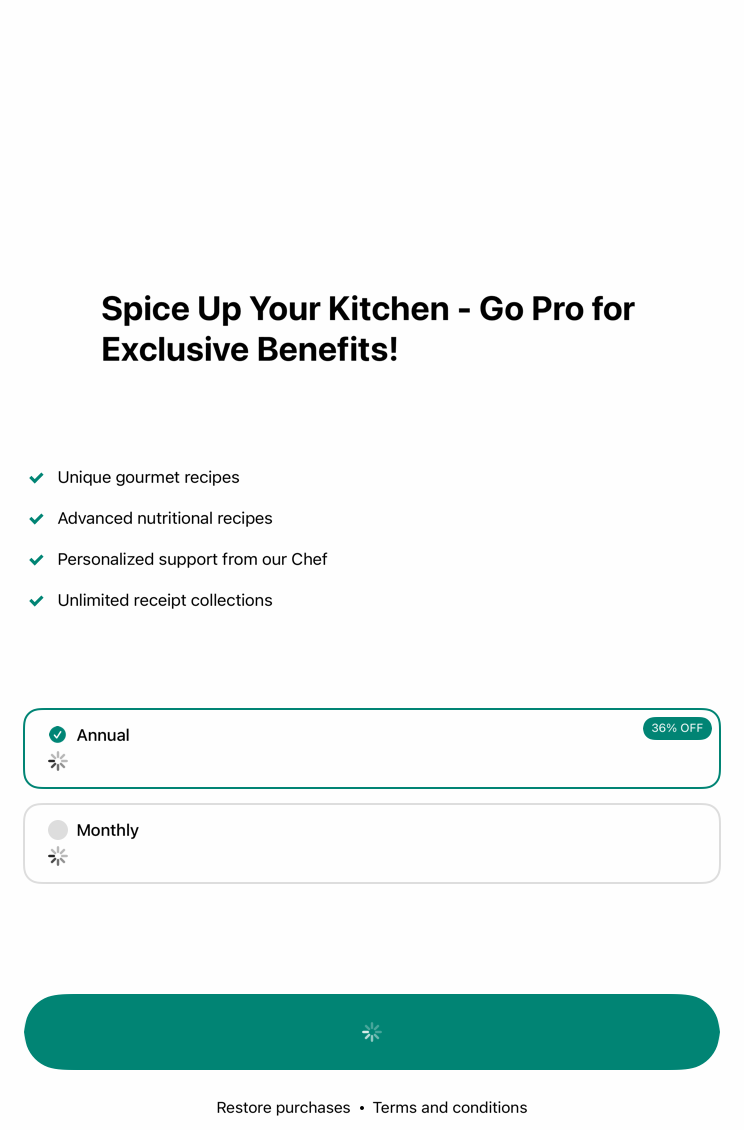 Spice Up Your Kitchen - Go Pro for
Exclusive Benefits!
Unique gourmet recipes
Advanced nutritional recipes
Personalized support from our Chef
Unlimited receipt collections
Annual
36% OFF
Monthly
Restore purchases • Terms and conditions